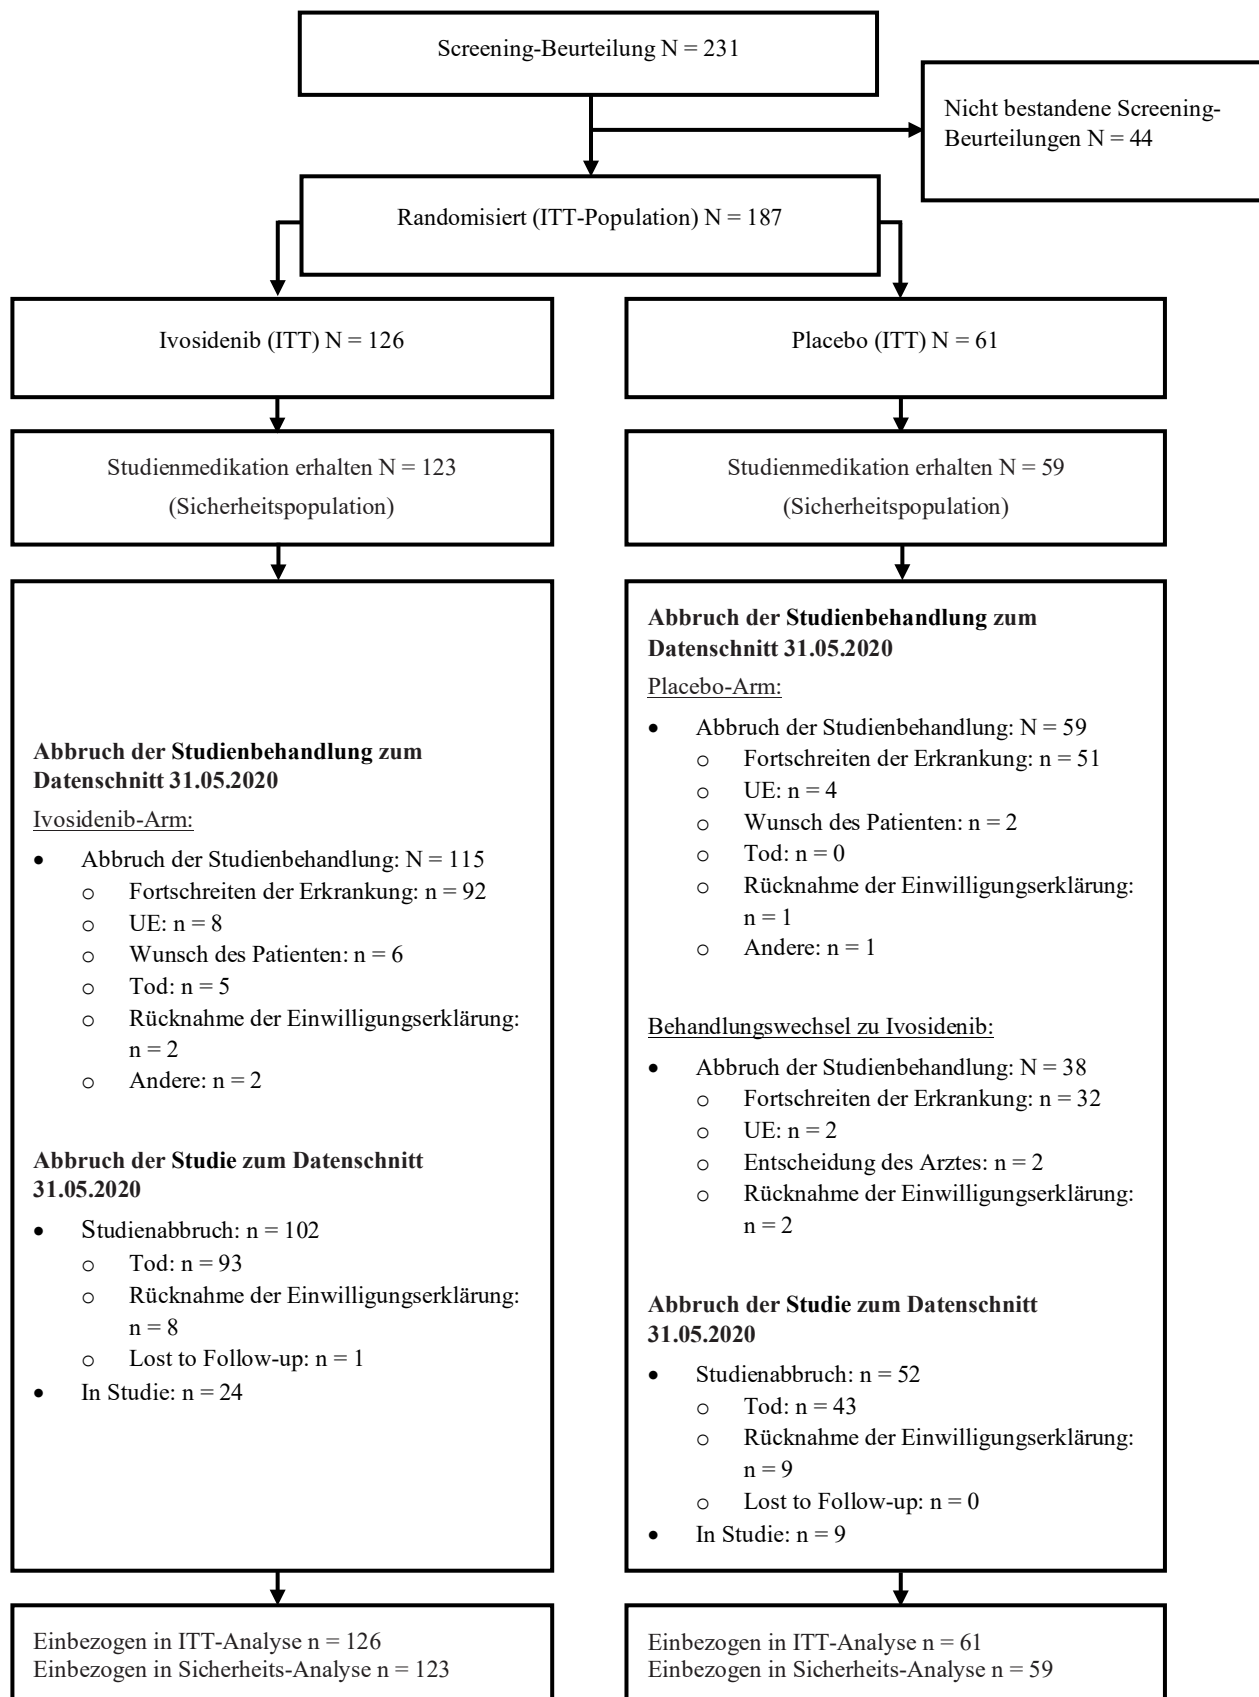 Screening-Beurteilung N = 231
Nicht bestandene Screening-
Beurteilungen N = 44
Randomisiert (ITT-Population) N = 187
Ivosidenib (ITT) N = 126
Placebo (ITT) N = 61
Studienmedikation erhalten N = 123
(Sicherheitspopulation)
Studienmedikation erhalten N = 59
(Sicherheitspopulation)
Abbruch der Studienbehandlung zum
Datenschnitt 31.05.2020
Ivosidenib-Arm:
• Abbruch der Studienbehandlung: N = 115
o Fortschreiten der Erkrankung: n = 92
o UE: n = 8
o Wunsch des Patienten: n = 6
o Tod: n = 5
o Rücknahme der Einwilligungserklärung:
n = 2
o Andere: n = 2
Abbruch der Studie zum Datenschnitt
31.05.2020
• Studienabbruch: n = 102
o Tod: n = 93
o Rücknahme der Einwilligungserklärung:
n = 8
o Lost to Follow-up: n = 1
• In Studie: n = 24
Abbruch der Studienbehandlung zum
Datenschnitt 31.05.2020
Placebo-Arm:
• Abbruch der Studienbehandlung: N = 59
o Fortschreiten der Erkrankung: n = 51
o UE: n = 4
o Wunsch des Patienten: n = 2
o Tod: n = 0
o Rücknahme der Einwilligungserklärung:
n = 1
o Andere: n = 1
Behandlungswechsel zu Ivosidenib:
• Abbruch der Studienbehandlung: N = 38
o Fortschreiten der Erkrankung: n = 32
o UE: n = 2
o Entscheidung des Arztes: n = 2
o Rücknahme der Einwilligungserklärung:
n = 2
Abbruch der Studie zum Datenschnitt
31.05.2020
• Studienabbruch: n = 52
o Tod: n = 43
o Rücknahme der Einwilligungserklärung:
n = 9
o Lost to Follow-up: n = 0
• In Studie: n = 9
Einbezogen in ITT-Analyse n = 126
Einbezogen in Sicherheits-Analyse n = 123
Einbezogen in ITT-Analyse n = 61
Einbezogen in Sicherheits-Analyse n = 59